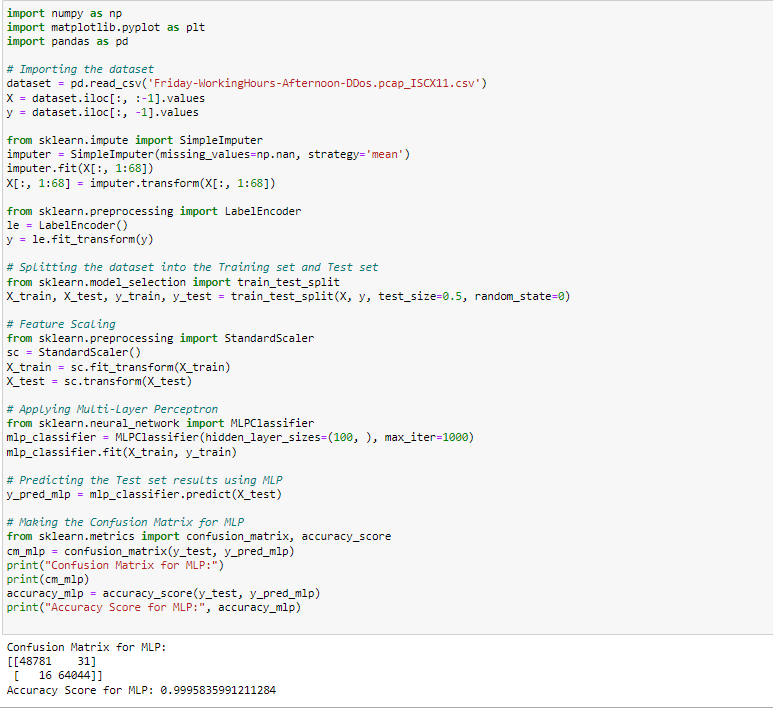 import numpy as np
import matplotlib.pyplot as plt
import pandas as pd
# Importing the dataset
dataset = pd.read_csv('Friday-WorkingHours-Afternoon-DDos.pcap_ISCX11.csv')
X = dataset.iloc[:, :-1].values
y = dataset.iloc[:, -1].values
from sklearn.impute import SimpleImputer
imputer = SimpleImputer(missing_values=np.nan, strategy='mean')
imputer.fit(X[:, 1:68])
X[:, 1:68] = imputer.transform(X[:, 1:68])
from sklearn.preprocessing import LabelEncoder
le = LabelEncoder()
y = le.fit_transform(y)
# Splitting the dataset into the Training set and Test set
from sklearn.model_selection import train_test_split
X_train, X_test, y_train, y_test = train_test_split(X, y, test_size=0.5, random_state=0)
# Feature Scaling
from sklearn.preprocessing import StandardScaler
sc = StandardScaler()
X_train = sc.fit_transform(X_train)
X_test = sc.transform(X_test)
# Applying Multi-Layer Perceptron
from sklearn.neural_network import MLPClassifier
mlp_classifier = MLPClassifier(hidden_layer_sizes=(100, ), max_iter=1000)
mlp_classifier.fit(X_train, y_train)
# Predicting the Test set results using MLP
y_pred_mlp = mlp_classifier.predict(X_test)
# Making the Confusion Matrix for MLP
from sklearn.metrics import confusion_matrix, accuracy_score
cm_mlp = confusion_matrix(y_test, y_pred_mlp)
print("Confusion Matrix for MLP:")
print(cm_mlp)
accuracy_mlp = accuracy_score(y_test, y_pred_mlp)
print("Accuracy Score for MLP:", accuracy_mlp)
Confusion Matrix for MLP:
[[48781    31]
 [   16 64044]]
Accuracy Score for MLP: 0.9995835991211284